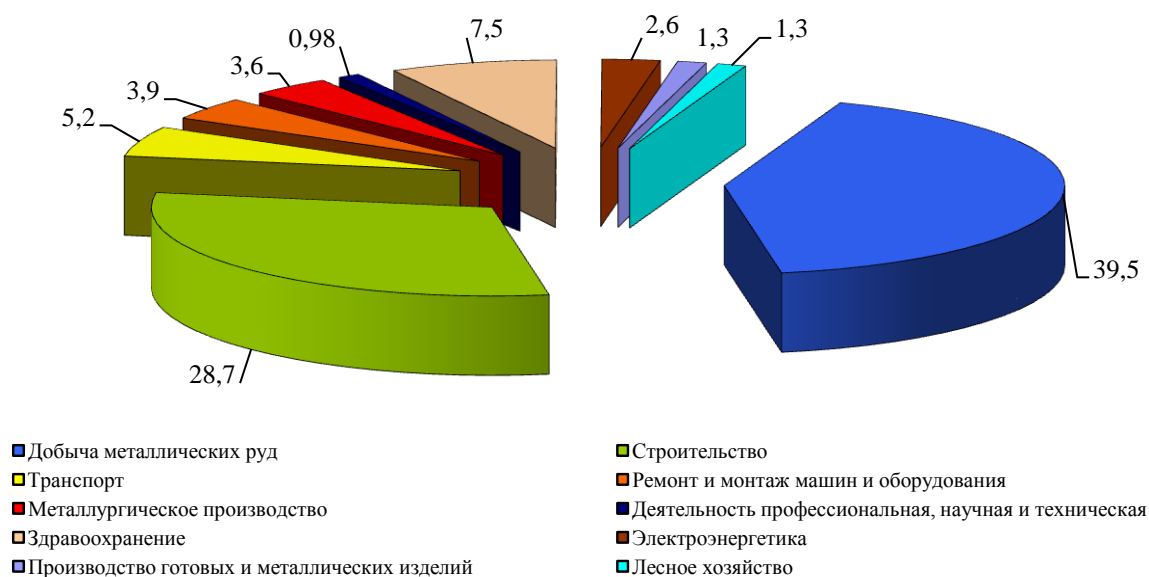 7,5
2,6
1,3
1,3
0,98
3,6
3,9
5,2
39,5
28,7
Добыча металлических руд
Строительство
Транспорт
Ремонт и монтаж машин и оборудования
Металлургическое производство
Деятельность профессиональная, научная и техническая
Здравоохранение
Электроэнергетика
Производство готовых и металлических изделий
Лесное хозяйство